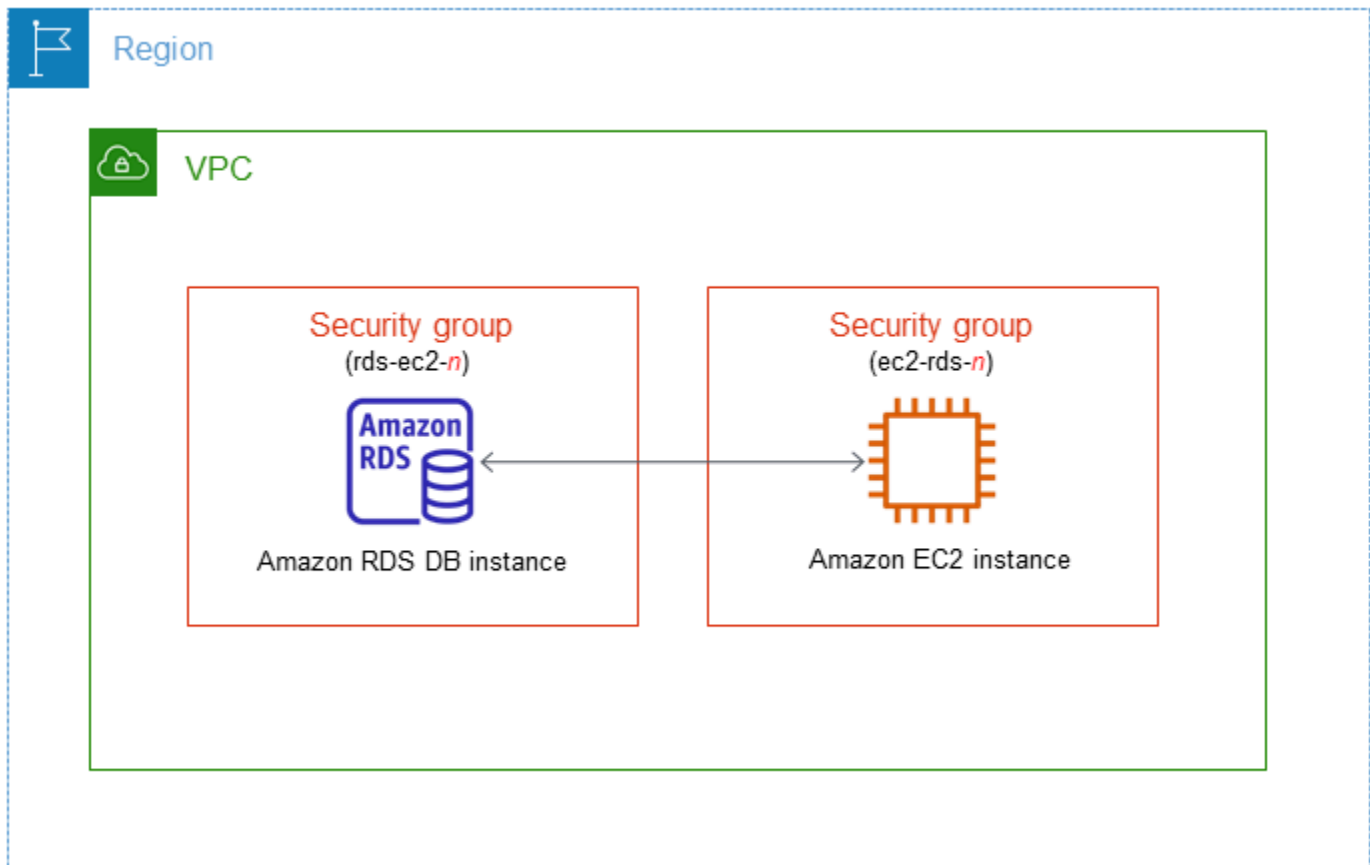 Region
VPC
Security group
(rds-ec2-n)
Amazon
RDS
Amazon RDS DB instance
Security group
(ec2-rds-n)
Amazon EC2 instance